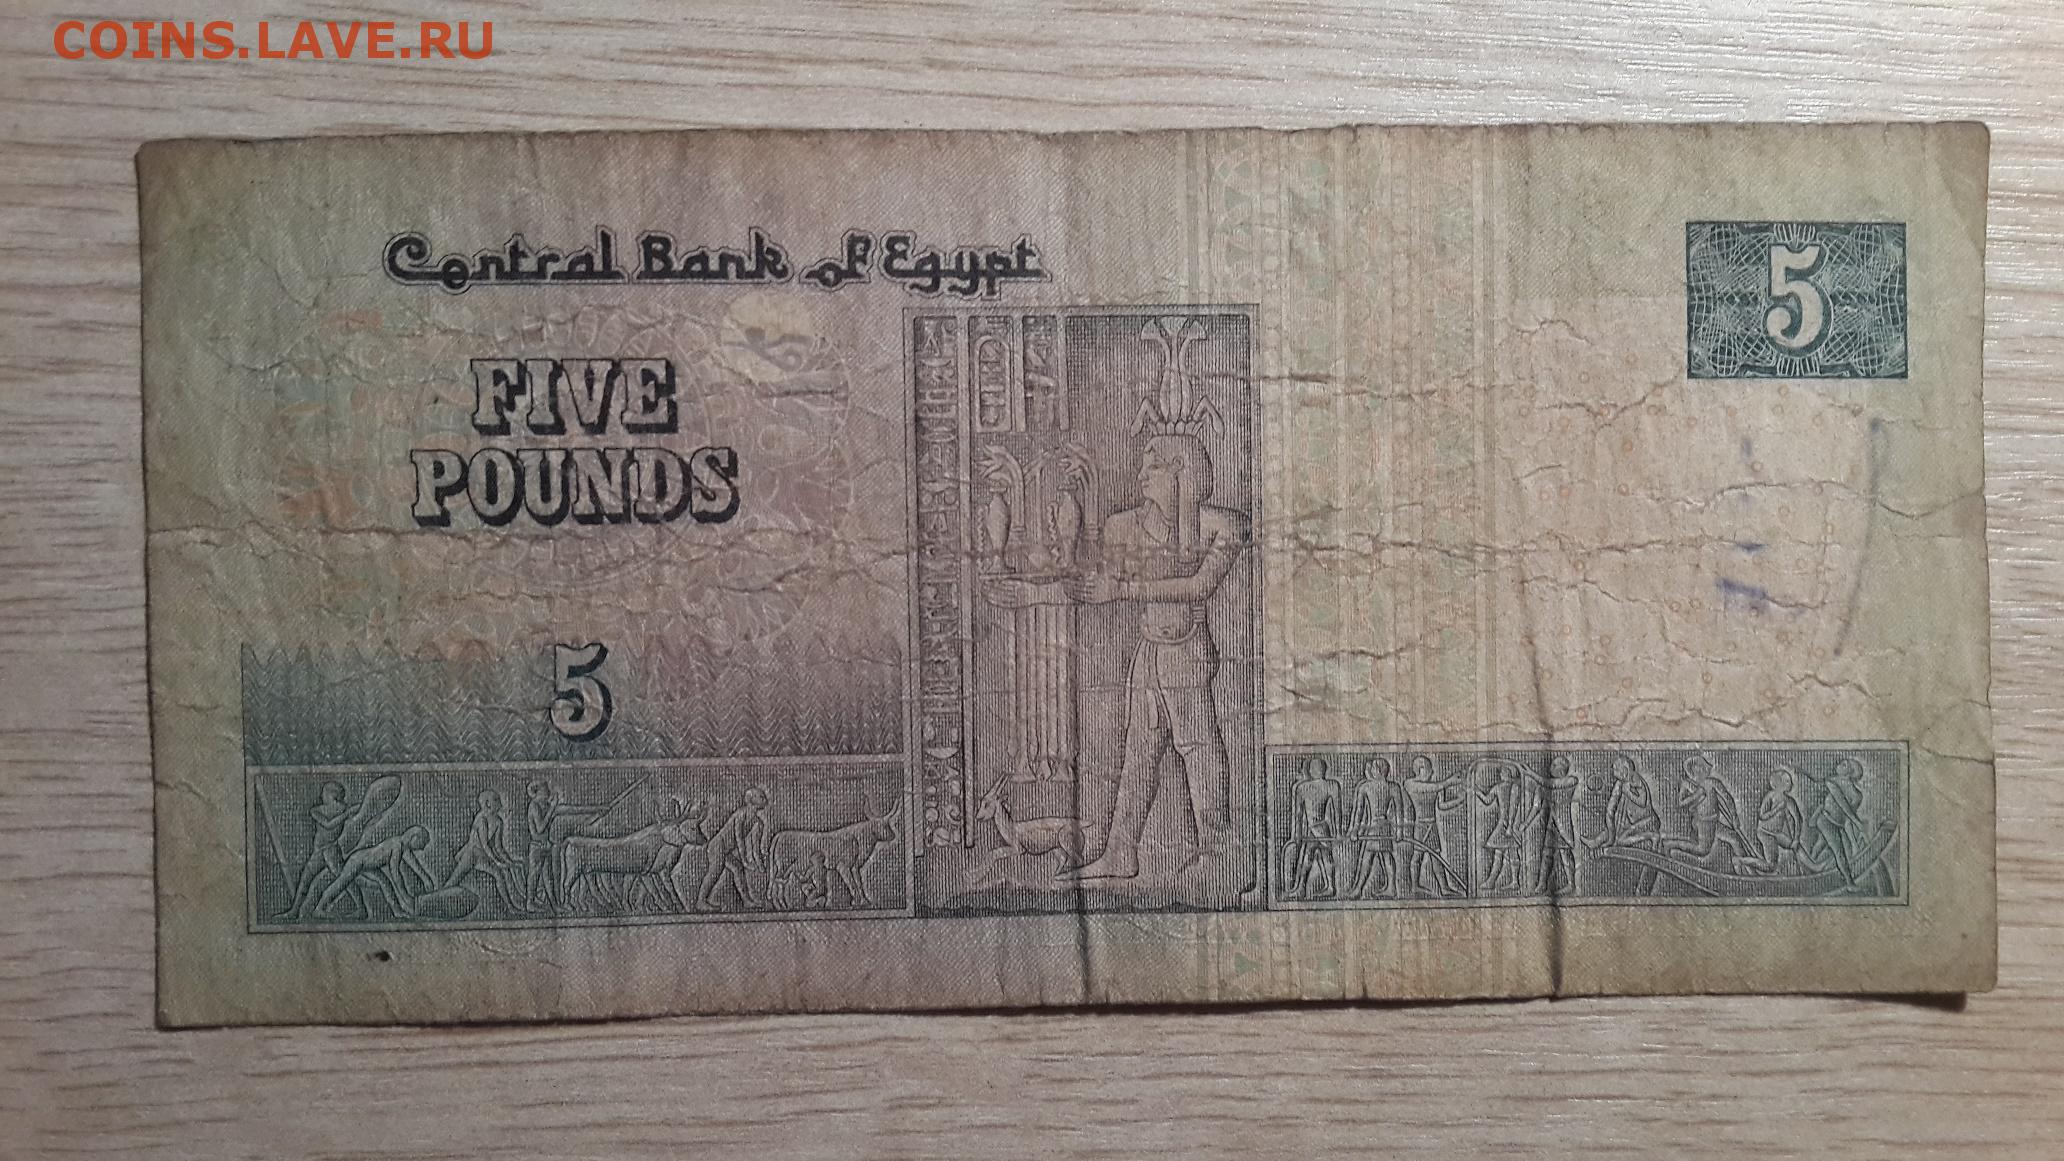 COINS.LAVE.RU
Central Bank of Egypt
5
FIVE
POUNDS
5